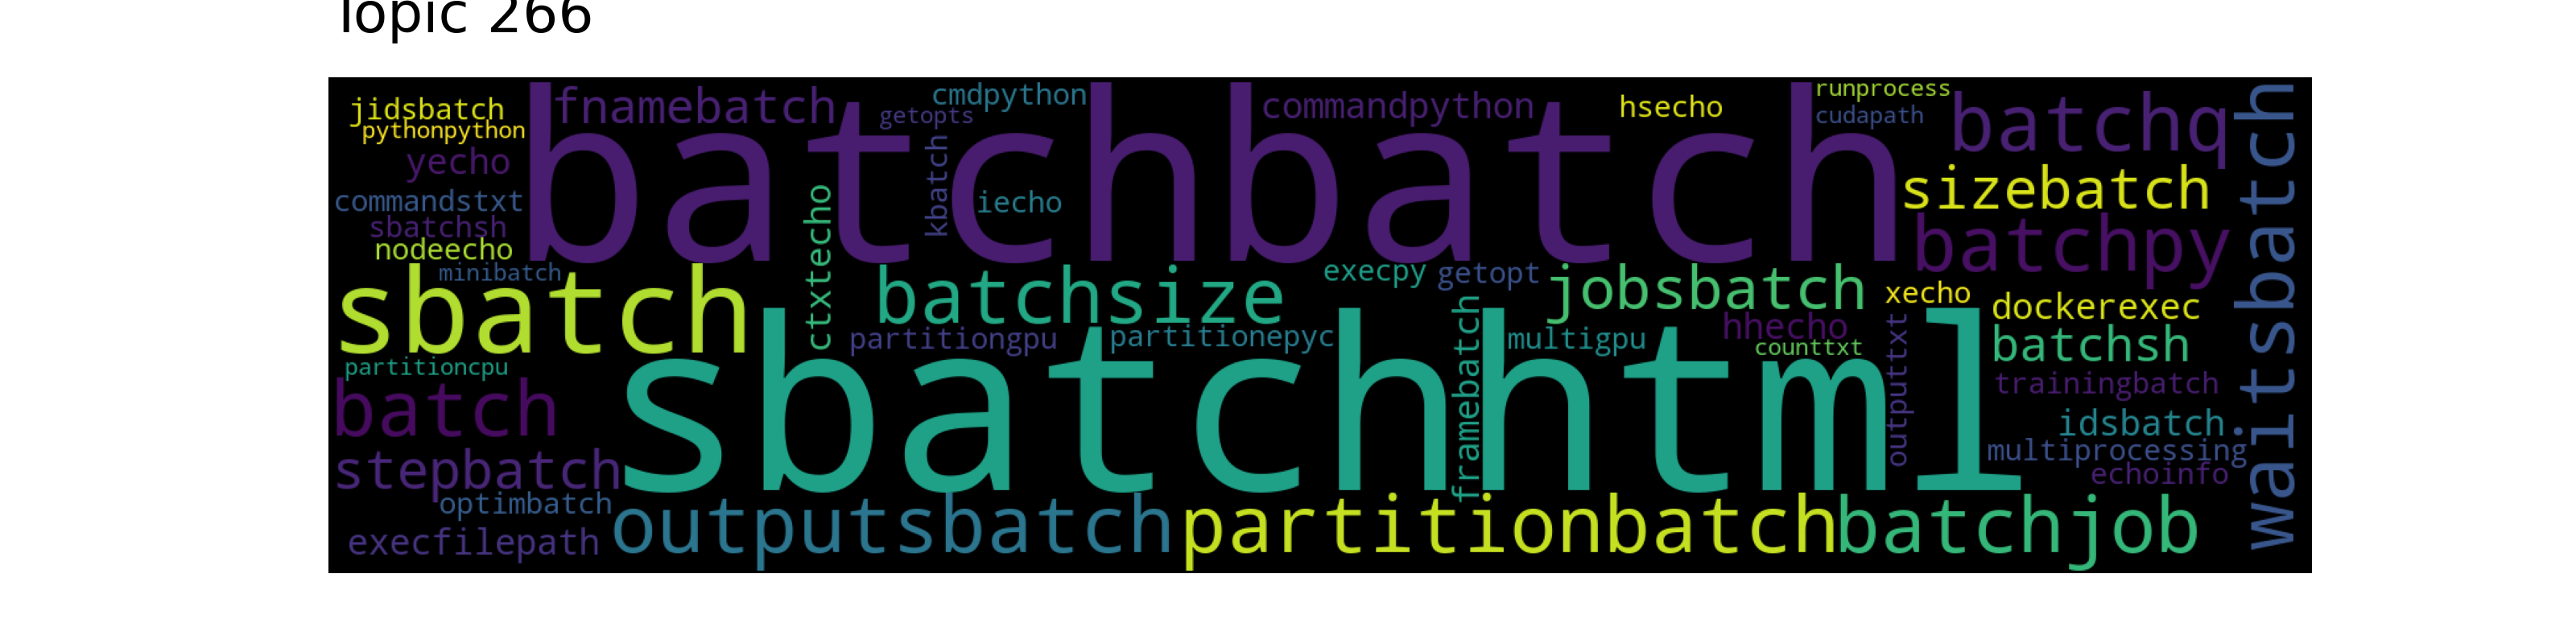 Topic 266
jidsbatch
pythonpython
yecho
commandstxt
sbatchsh
nodeecho
minibatch
fnamebatch
getopts
cmdpython
batchbatch
commandpython
hsecho
runprocess
cudapath
batchq
waitsbatch
kbatch
iecho
ctxtecho
sizebatch
batchpy
sbatch
batchsize
execpy
getopt
jobsbatch
xecho
dockerexec
partitiongpu
partitionepyc
framebatch
multigpu
hhecho
counttxt
outputtxt
batchsh
partitioncpu
batch
sbatchhtml
trainingbatch
idsbatch
multiprocessing
echoinfo
stepbatch
optimbatch
execfilepath
outputsbatch
partitionbatch
batchjob